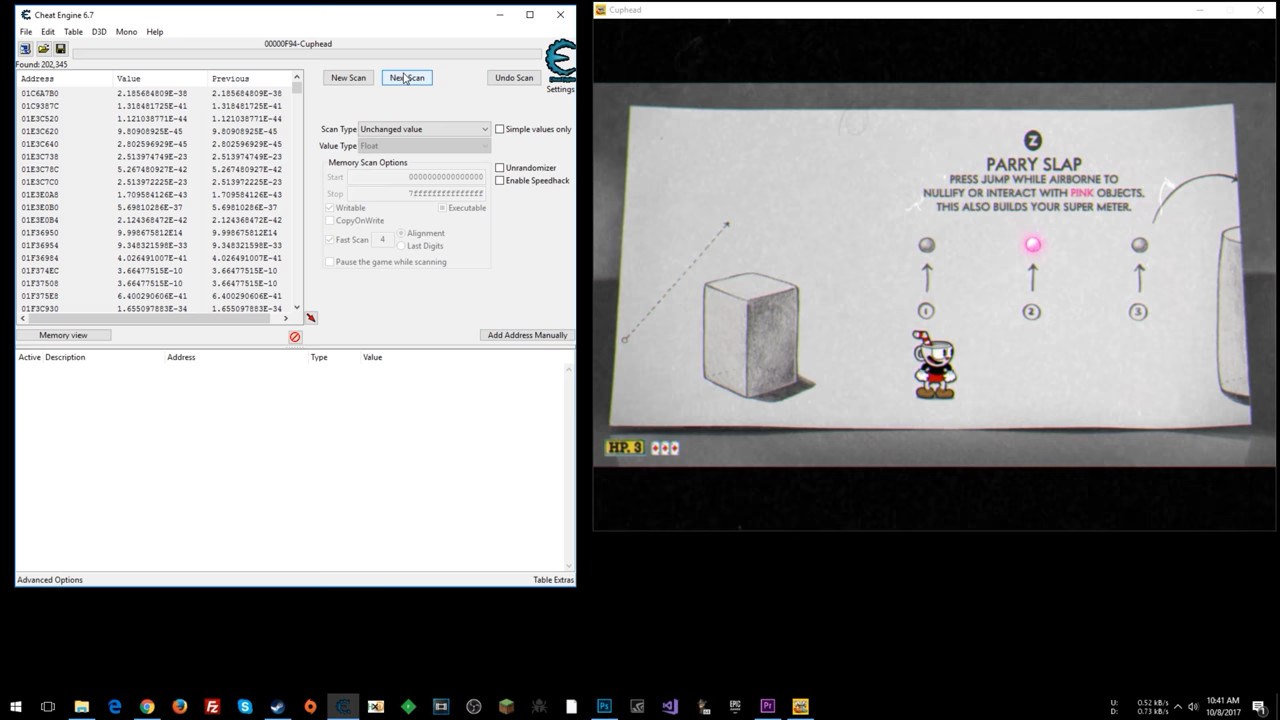 Cheat Engine 6.7
File Edit Table D3D Mono Help
00000F94-Cuphead
Found: 202,345
Address Value Previous
01C6A7B0 2.185684809E-38 2.185684809E-38
01C9387C 1.318481725E-41 1.318481725E-41
01E3C520 1.121038771E-44 1.121038771E-44
01E3C620 9.80908925E-45 9.80908925E-45
01E3C640 2.802596929E-45 2.802596929E-45
01E3C738 2.513974749E-23 2.513974749E-23
01E3C78C 5.267480927E-42 5.267480927E-42
01E3C7C0 2.513972225E-23 2.513972225E-23
01E3E0A8 1.709584126E-43 1.709584126E-43
01E3E0B0 5.69810286E-37 5.69810286E-37
01E3E0B4 2.124368472E-42 2.124368472E-42
01F36950 9.998675812E14 9.998675812E14
01F36954 9.348321598E-33 9.348321598E-33
01F36984 4.026491077E-41 4.026491077E-41
01F374EC 3.66477515E-10 3.66477515E-10
01F37508 3.66477515E-10 3.66477515E-10
01F375E8 6.400290606E-41 6.400290606E-41
01F3C930 1.655097883E-34 1.655097883E-34
New Scan New Scan Undo Scan
Settings
Scan Type Unchanged value Simple values only
Value Type Float
Memory Scan Options
Start 0000000000000000
Stop 7fffffffffffffff
Writable Executable
CopyOnWrite
Fast Scan 4 Alignment
Last Digits
Pause the game while scanning
Unrandomizer
Enable Speedhack
Memory view Add Address Manually
Active Description Address Type Value
Advanced Options Table Extras
Cuphead
Z
PARRY SLAP
PRESS JUMP WHILE AIRBORNE TO
NULLIFY OR INTERACT WITH PINK OBJECTS.
THIS ALSO BUILDS YOUR SUPER METER.
1 2 3
HP. 3
U: 0.52 kB/s
D: 0.73 kB/s
10:41 AM
10/8/2017